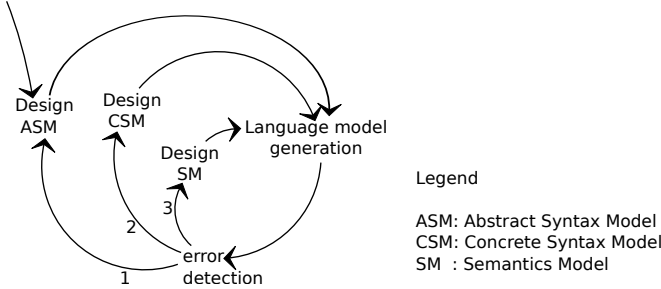 Design
ASM
Design
CSM
Design
SM
Language model
generation
3
2
1
error
detection
Legend
ASM: Abstract Syntax Model
CSM: Concrete Syntax Model
SM : Semantics Model